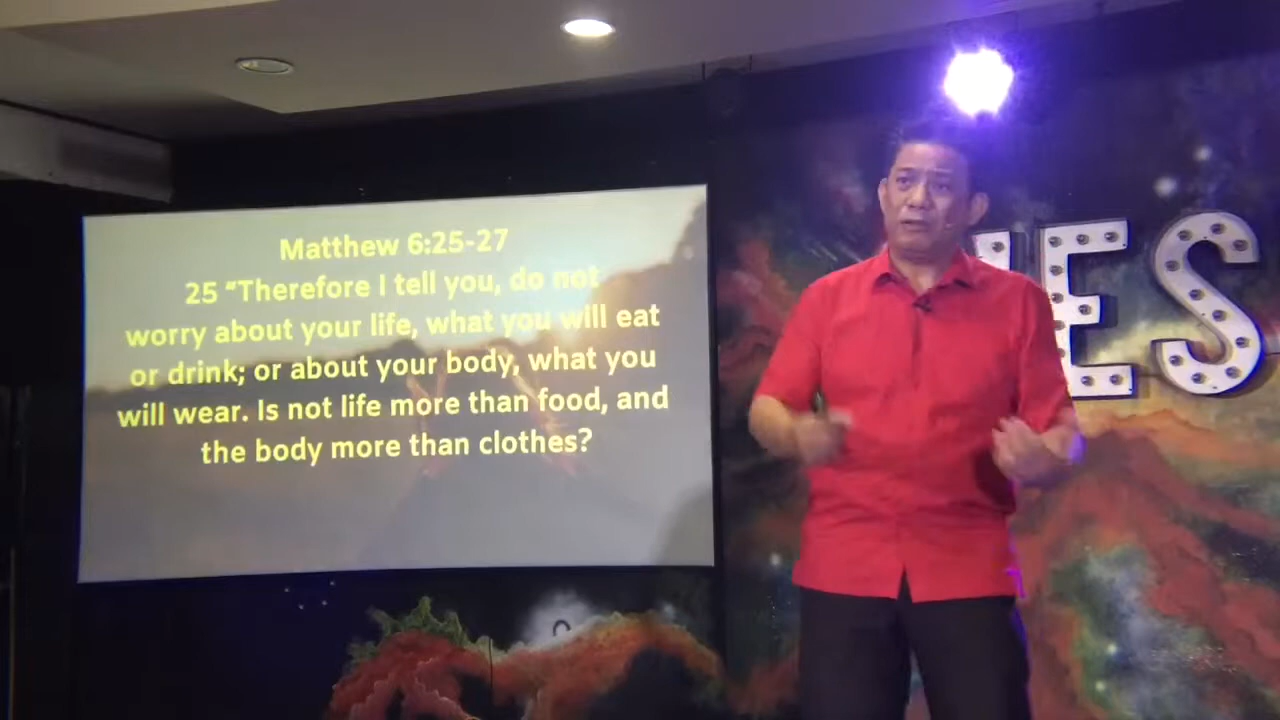 Matthew 6:25-27
25 “Therefore I tell you, do not
worry about your life, what you will eat
or drink; or about your body, what you
will wear. Is not life more than food, and
the body more than clothes?
ES